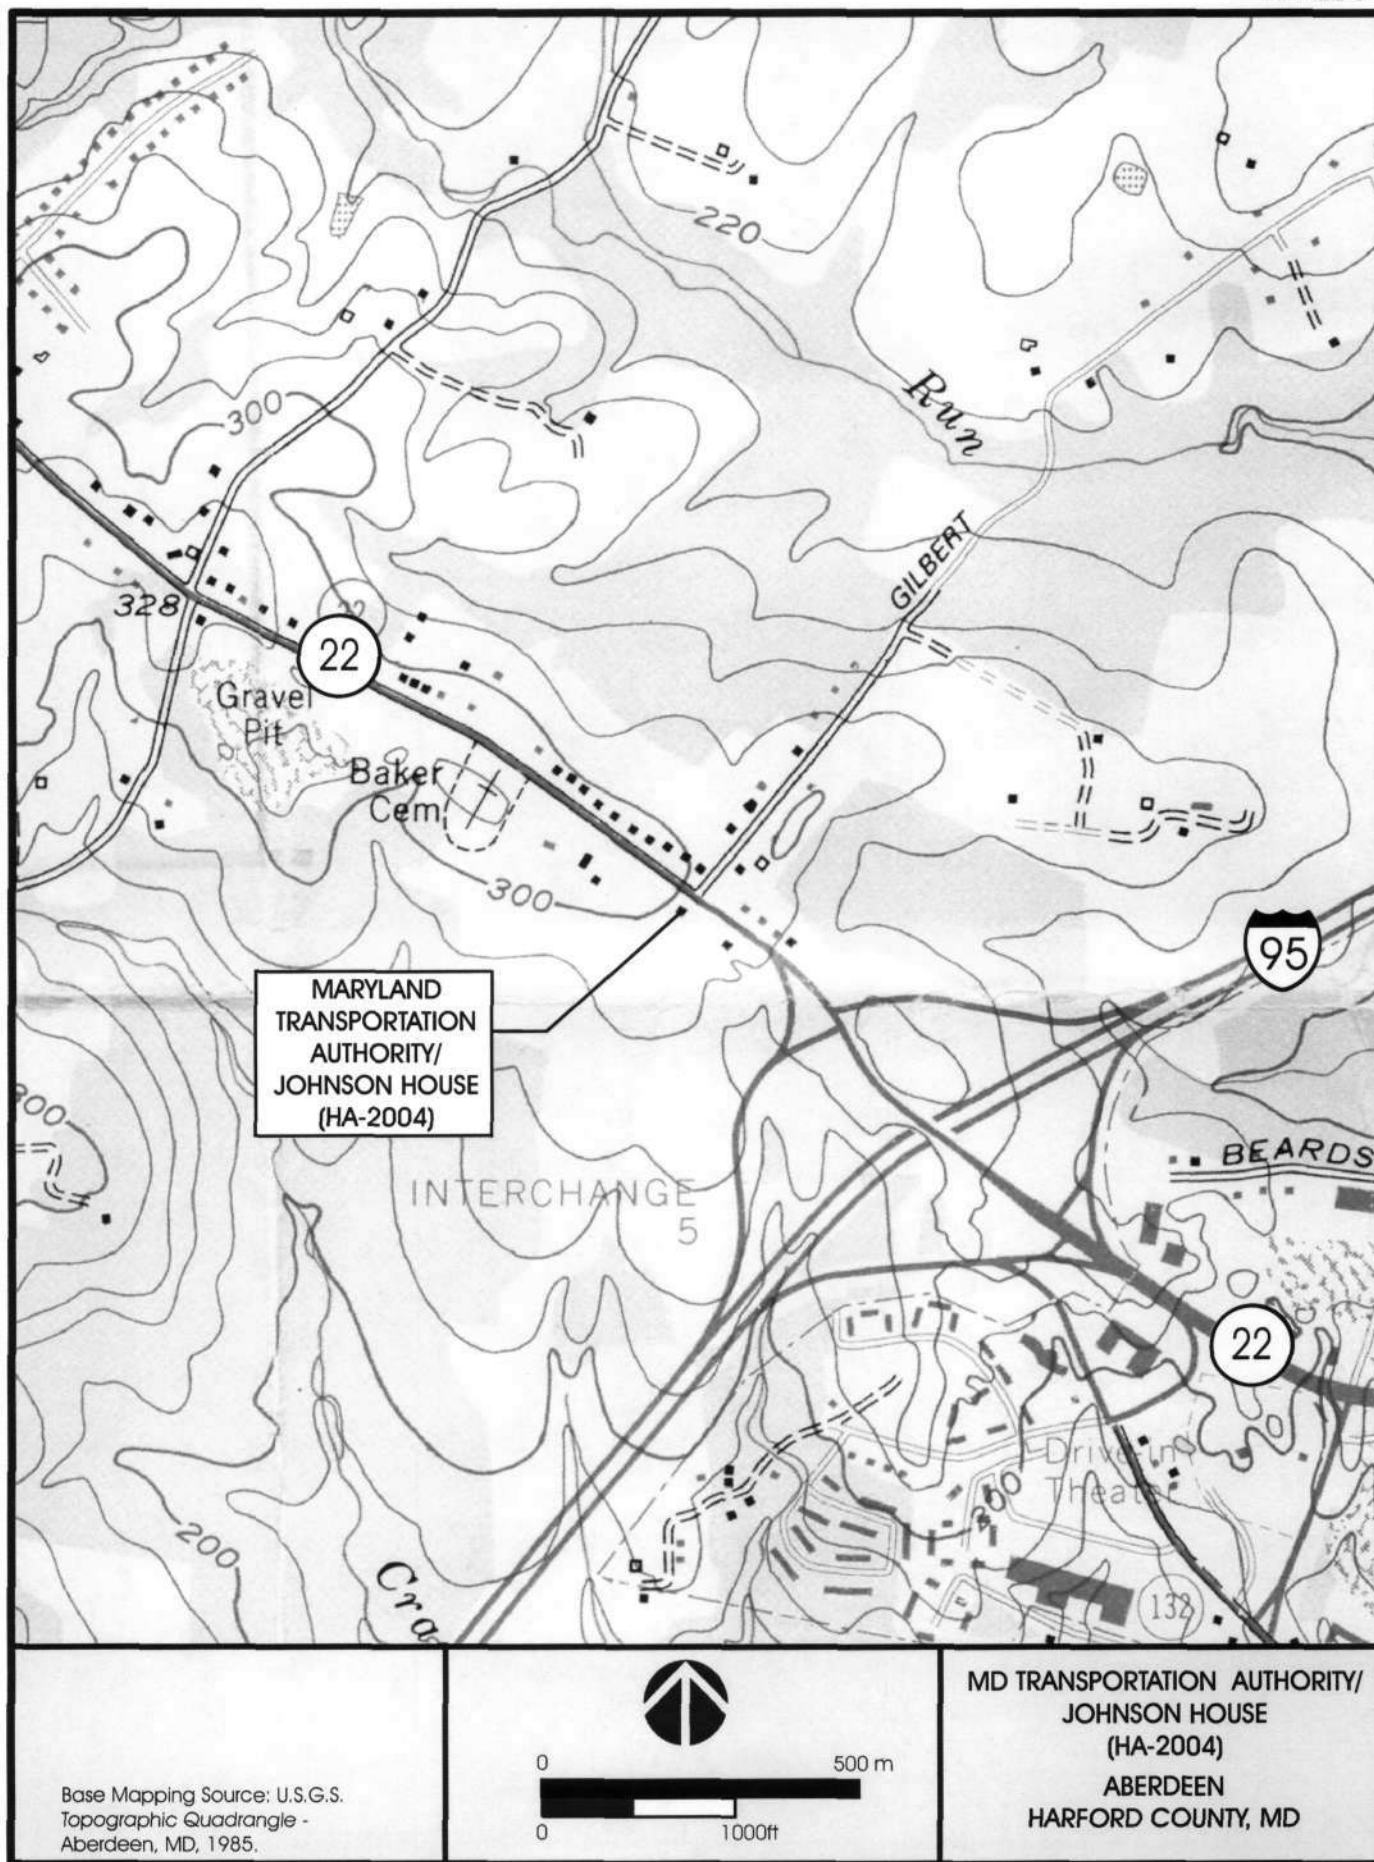 220
Run
300
GILBERT
328
22
Gravel
Pit
Baker
Cem
300
95
MARYLAND
TRANSPORTATION
AUTHORITY/
JOHNSON HOUSE
(HA-2004)
300
BEARDS
INTERCHANGE
5
22
Drive-in
Theater
200
200
Cra
132
Base Mapping Source: U.S.G.S.
Topographic Quadrangle -
Aberdeen, MD, 1985.
0
500 m
0
1000ft
MD TRANSPORTATION AUTHORITY/
JOHNSON HOUSE
(HA-2004)
ABERDEEN
HARFORD COUNTY, MD